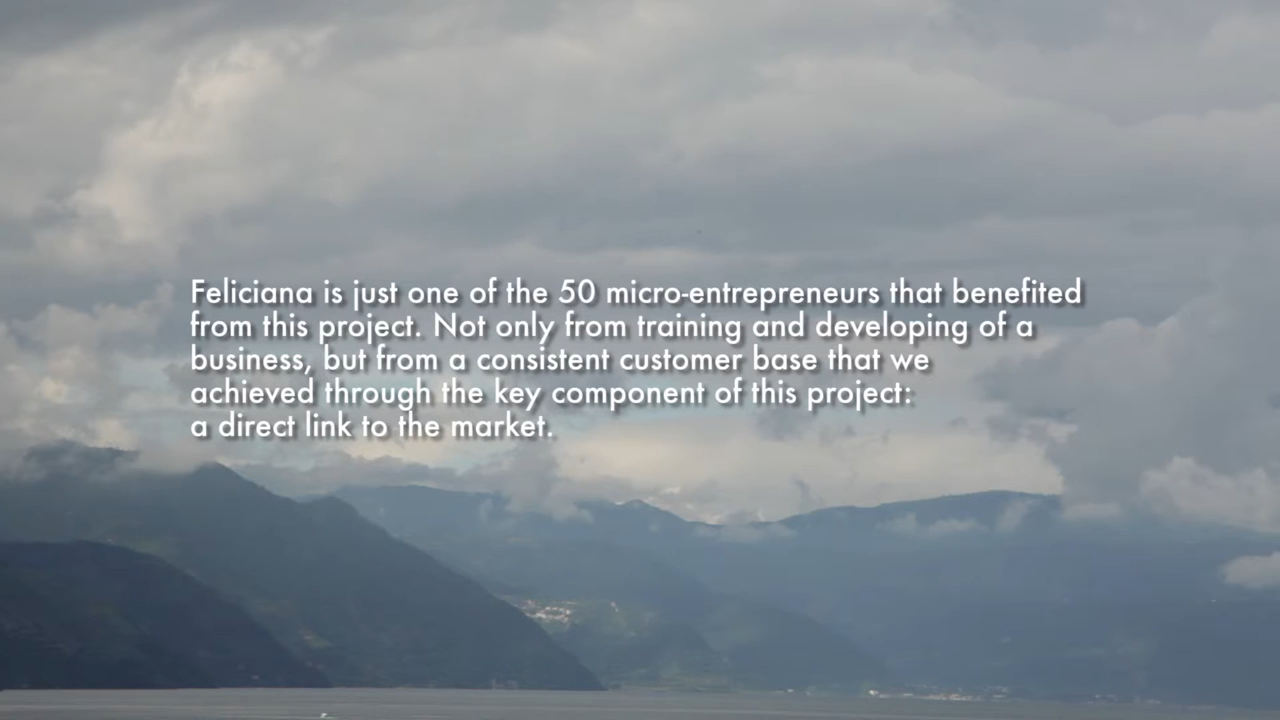 Feliciana is just one of the 50 micro-entrepreneurs that benefited
from this project. Not only from training and developing of a
business, but from a consistent customer base that we
achieved through the key component of this project:
a direct link to the market.